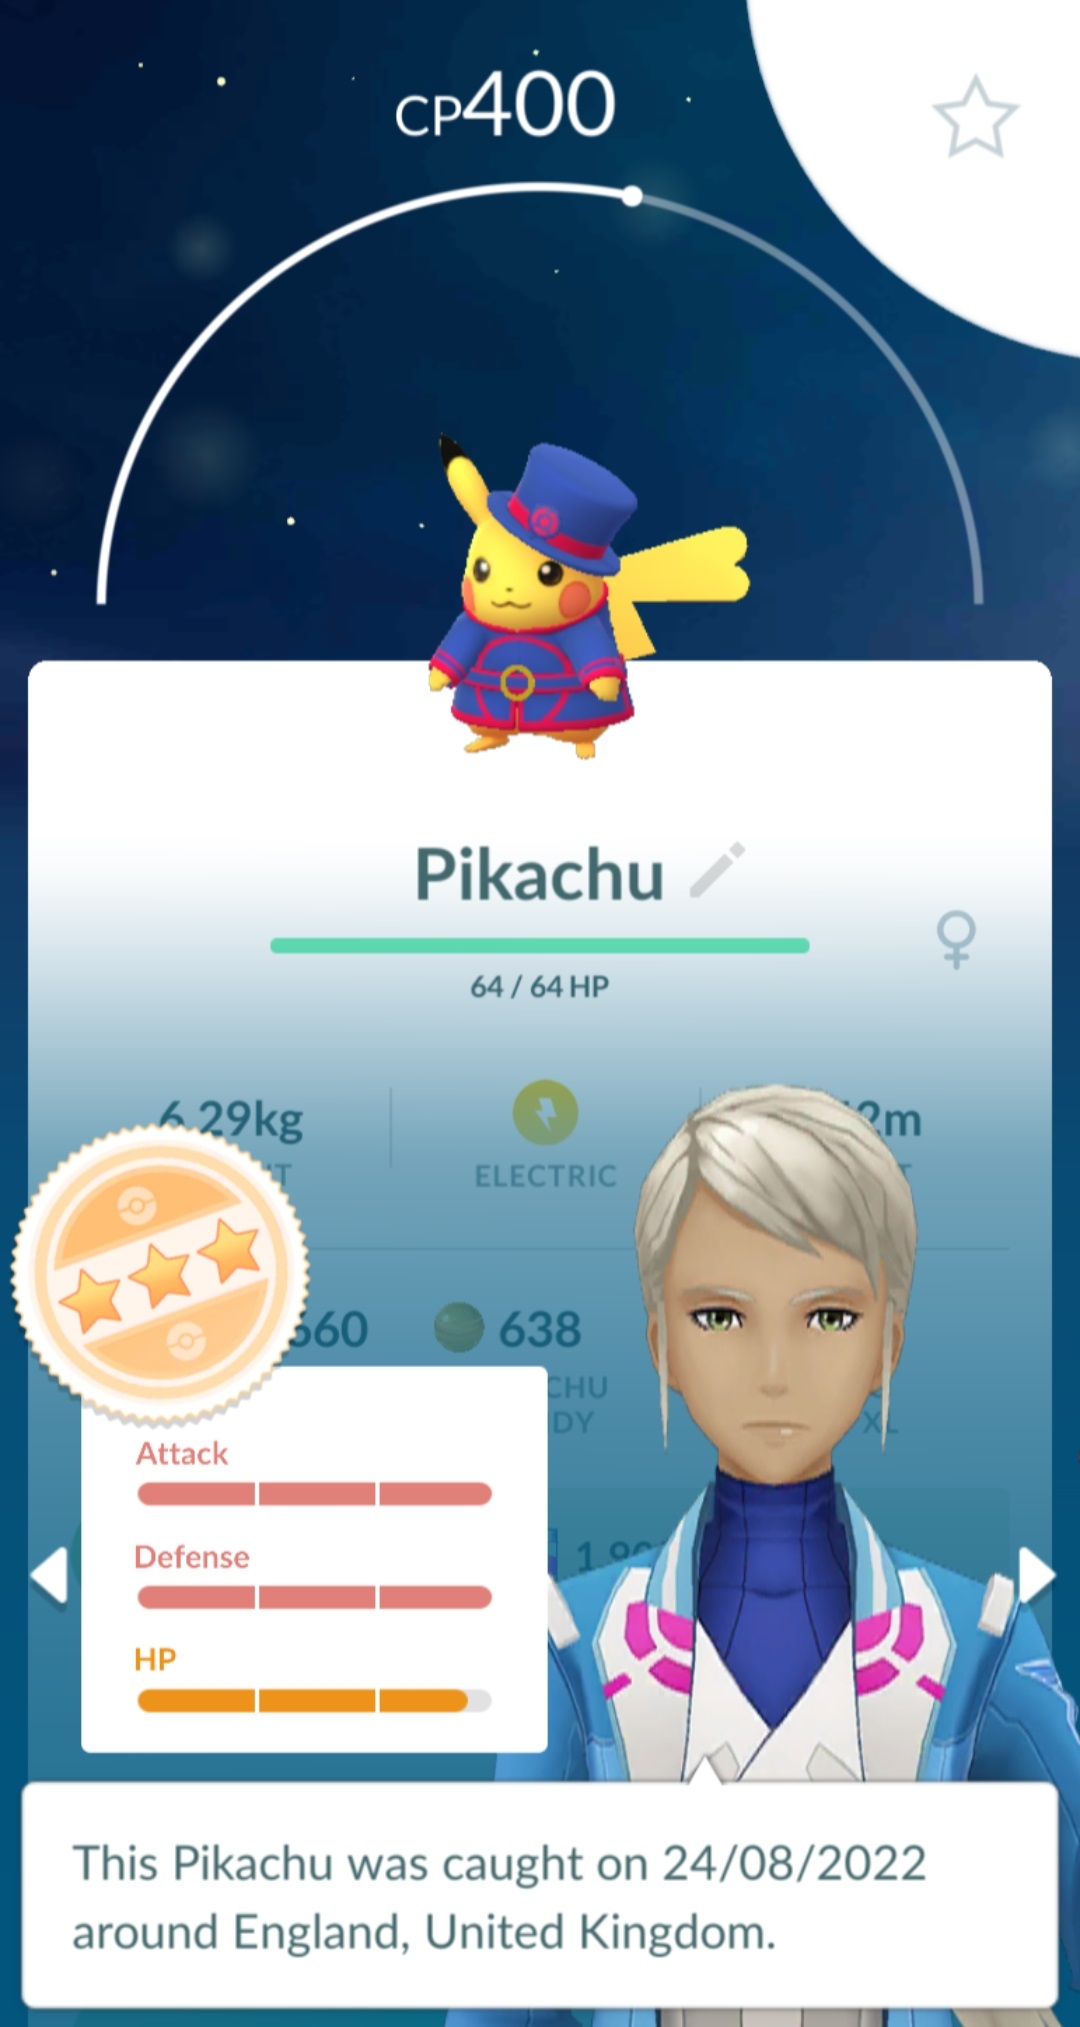 CP400
Pikachu
64 / 64 HP
ELECTRIC
638
Attack
Defense
HP
This Pikachu was caught on 24/08/2022
around England, United Kingdom.